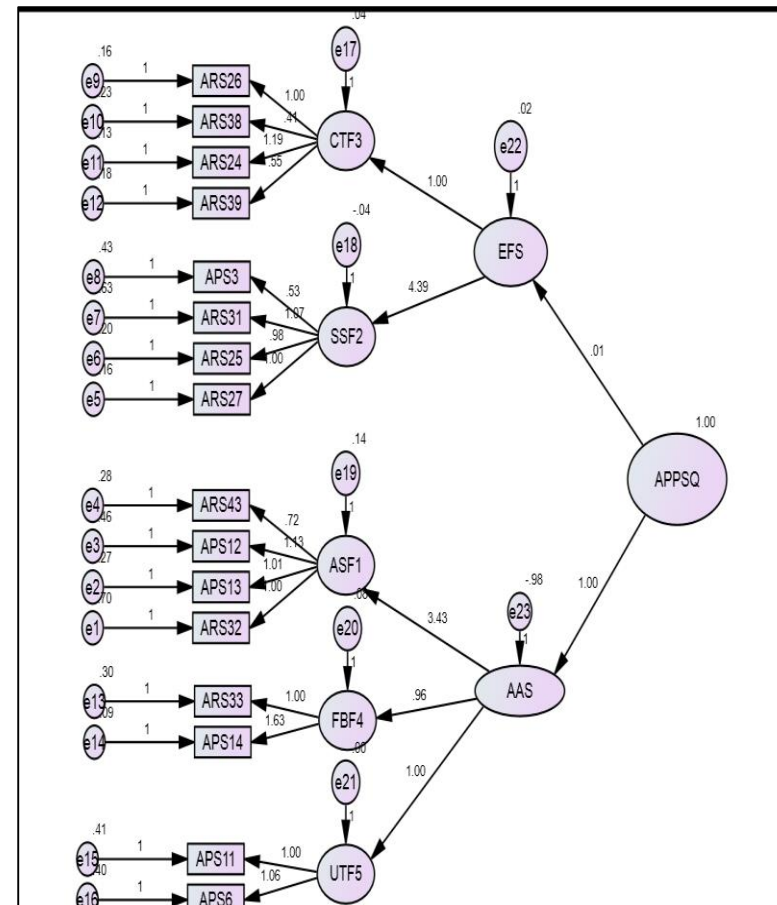 .04
e17
.16
1
1
e9
ARS26
1.00
.23
1
.02
e10
ARS38
.41
CTF3
.13
1
1.19
e22
e11
ARS24
.18
1
.55
1.00
1
e12
ARS39
-.04
EFS
e18
.43
1
e8
APS3
1
4.39
.53
.53
1
e7
ARS31
1.07
.20
1
.98
SSF2
e6
ARS25
.01
.16
1
1.00
e5
ARS27
1.00
.14
e19
APPSQ
.28
1
1
e4
ARS43
.72
.46
1
e3
APS12
1.13
.27
1
1.01
ASF1
-.98
1.00
e2
APS13
1.00
.70
1
e23
e1
ARS32
e20
3.43
1
.30
1
1
AAS
e13
ARS33
1.00
.96
.09
1
FBF4
e14
APS14
1.63
1.00
e21
.41
1
1
e15
APS11
1.00
.40
1
1.06
UTF5
e16
APS6